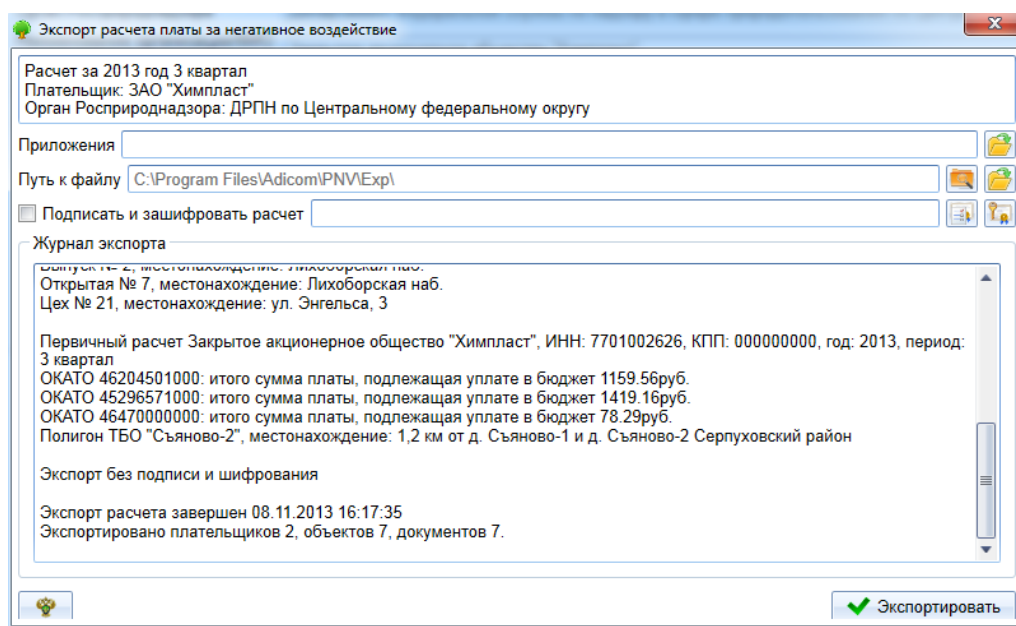 Экспорт расчета платы за негативное воздействие
Расчет за 2013 год 3 квартал
Плательщик: ЗАО "Химпласт"
Орган Росприроднадзора: ДРПН по Центральному федеральному округу
Приложения
Путь к файлу C:\Program Files\Adicom\PNV\Exp\
Подписать и зашифровать расчет
Журнал экспорта
Выпуск № 2, местонахождение: Лихоборская наб.
Открытая № 7, местонахождение: Лихоборская наб.
Цех № 21, местонахождение: ул. Энгельса, 3
Первичный расчет Закрытое акционерное общество "Химпласт", ИНН: 7701002626, КПП: 000000000, год: 2013, период:
3 квартал
ОКАТО 46204501000: итого сумма платы, подлежащая уплате в бюджет 1159.56руб.
ОКАТО 45296571000: итого сумма платы, подлежащая уплате в бюджет 1419.16руб.
ОКАТО 46470000000: итого сумма платы, подлежащая уплате в бюджет 78.29руб.
Полигон ТБО "Съяново-2", местонахождение: 1,2 км от д. Съяново-1 и д. Съяново-2 Серпуховский район
Экспорт без подписи и шифрования
Экспорт расчета завершен 08.11.2013 16:17:35
Экспортировано плательщиков 2, объектов 7, документов 7.
Экспортировать